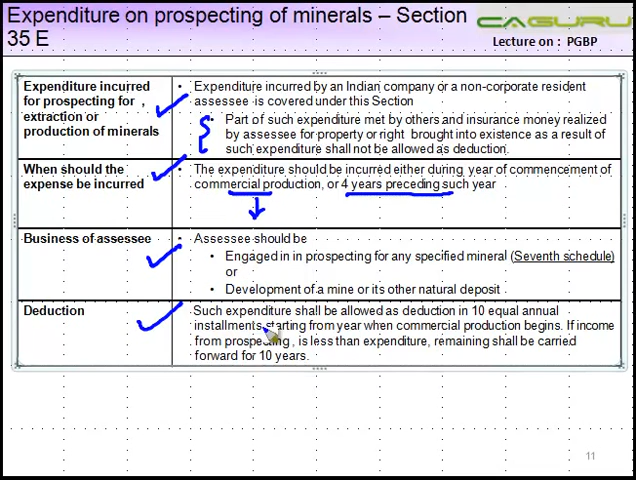 Expenditure on prospecting of minerals – Section
35 E
CAGURU
Lecture on : PGBP
Expenditure incurred
for prospecting for ,
extraction or
production of minerals
• Expenditure incurred by an Indian company or a non-corporate resident
assessee is covered under this Section
• Part of such expenditure met by others and insurance money realized
by assessee for property or right brought into existence as a result of
such expenditure shall not be allowed as deduction.
When should the
expense be incurred
• The expenditure should be incurred either during, year of commencement of
commercial production, or 4 years preceding such year
Business of assessee
• Assessee should be
• Engaged in in prospecting for any specified mineral (Seventh schedule)
or
• Development of a mine or its other natural deposit
Deduction
Such expenditure shall be allowed as deduction in 10 equal annual
installments starting from year when commercial production begins. If income
from prospecting , is less than expenditure, remaining shall be carried
forward for 10 years.
11